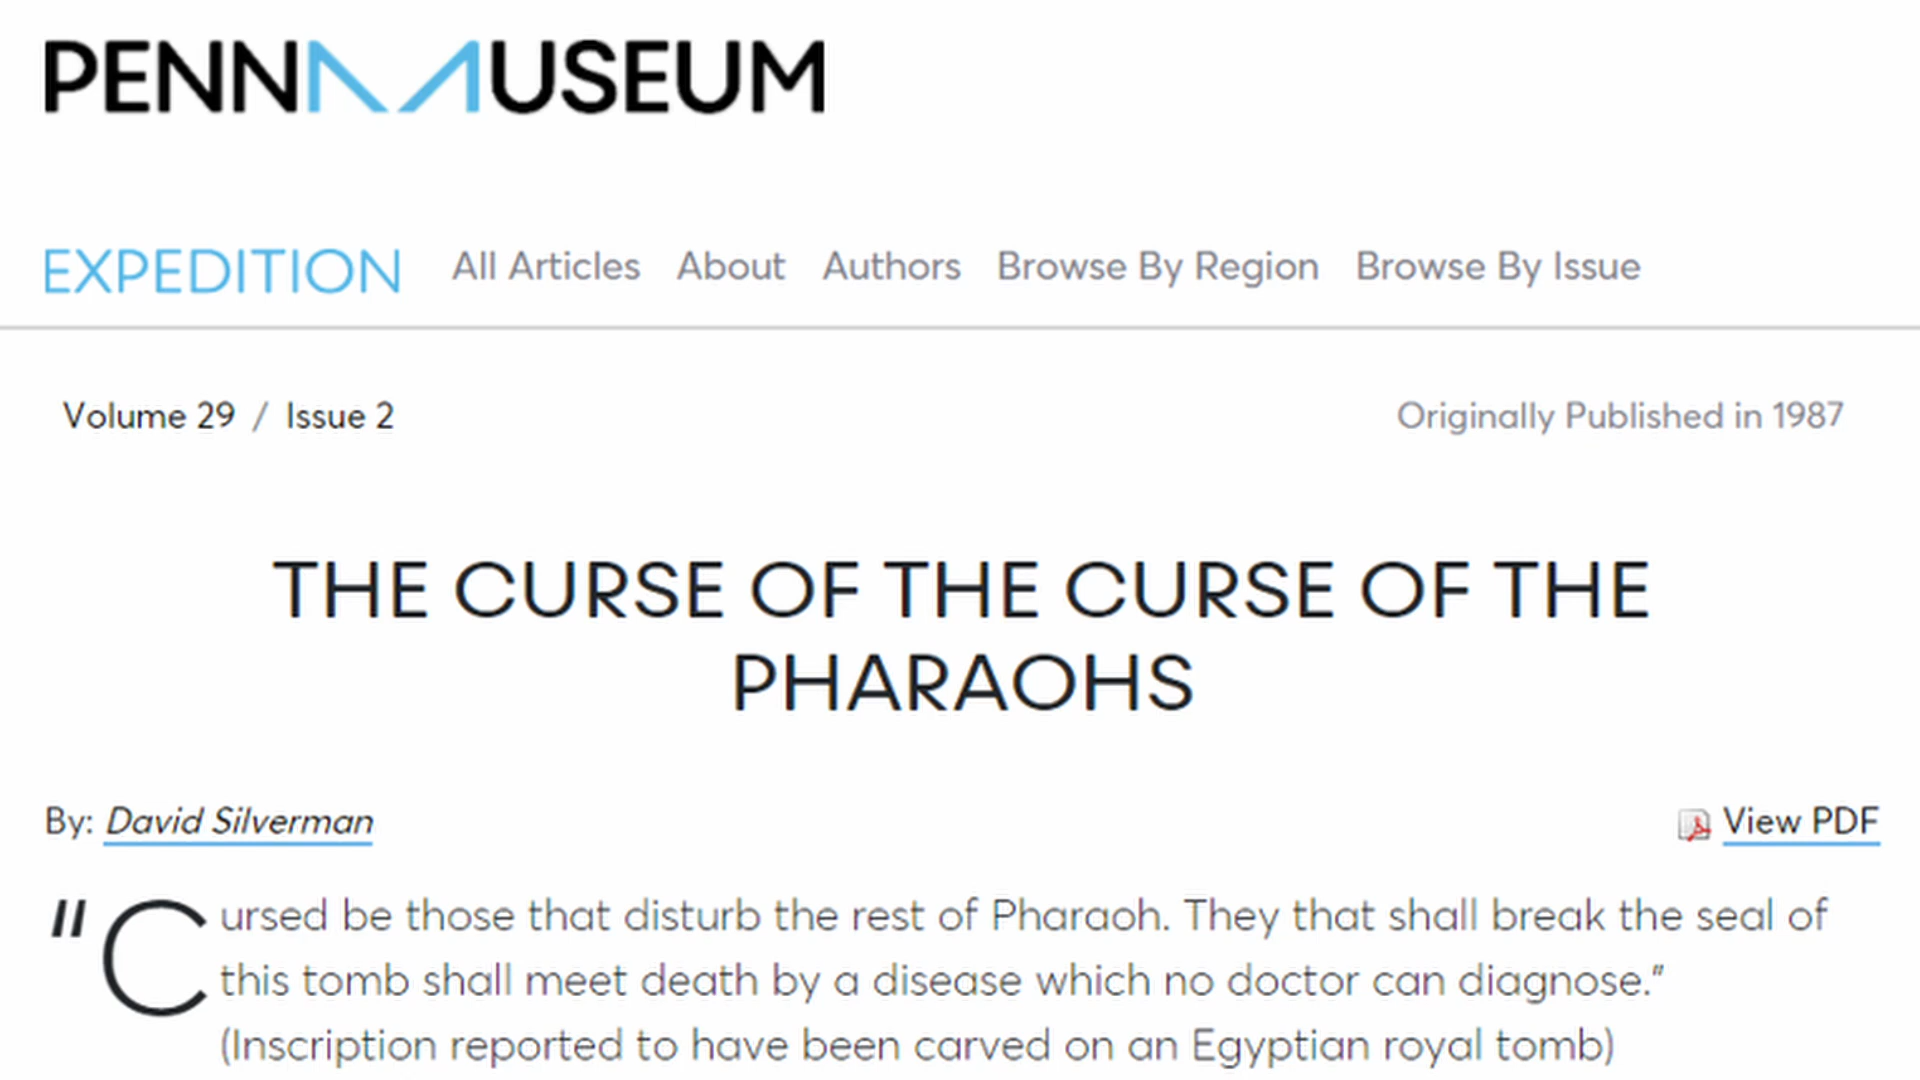 PENN MUSEUM
EXPEDITION All Articles About Authors Browse By Region Browse By Issue
Volume 29 / Issue 2 Originally Published in 1987
THE CURSE OF THE CURSE OF THE
PHARAOHS
By: David Silverman View PDF
"Cursed be those that disturb the rest of Pharaoh. They that shall break the seal of
this tomb shall meet death by a disease which no doctor can diagnose."
(Inscription reported to have been carved on an Egyptian royal tomb)